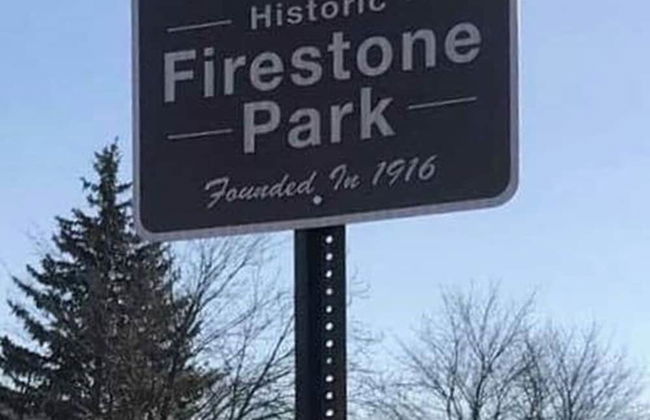 Historic
Firestone
Park
Founded In 1916